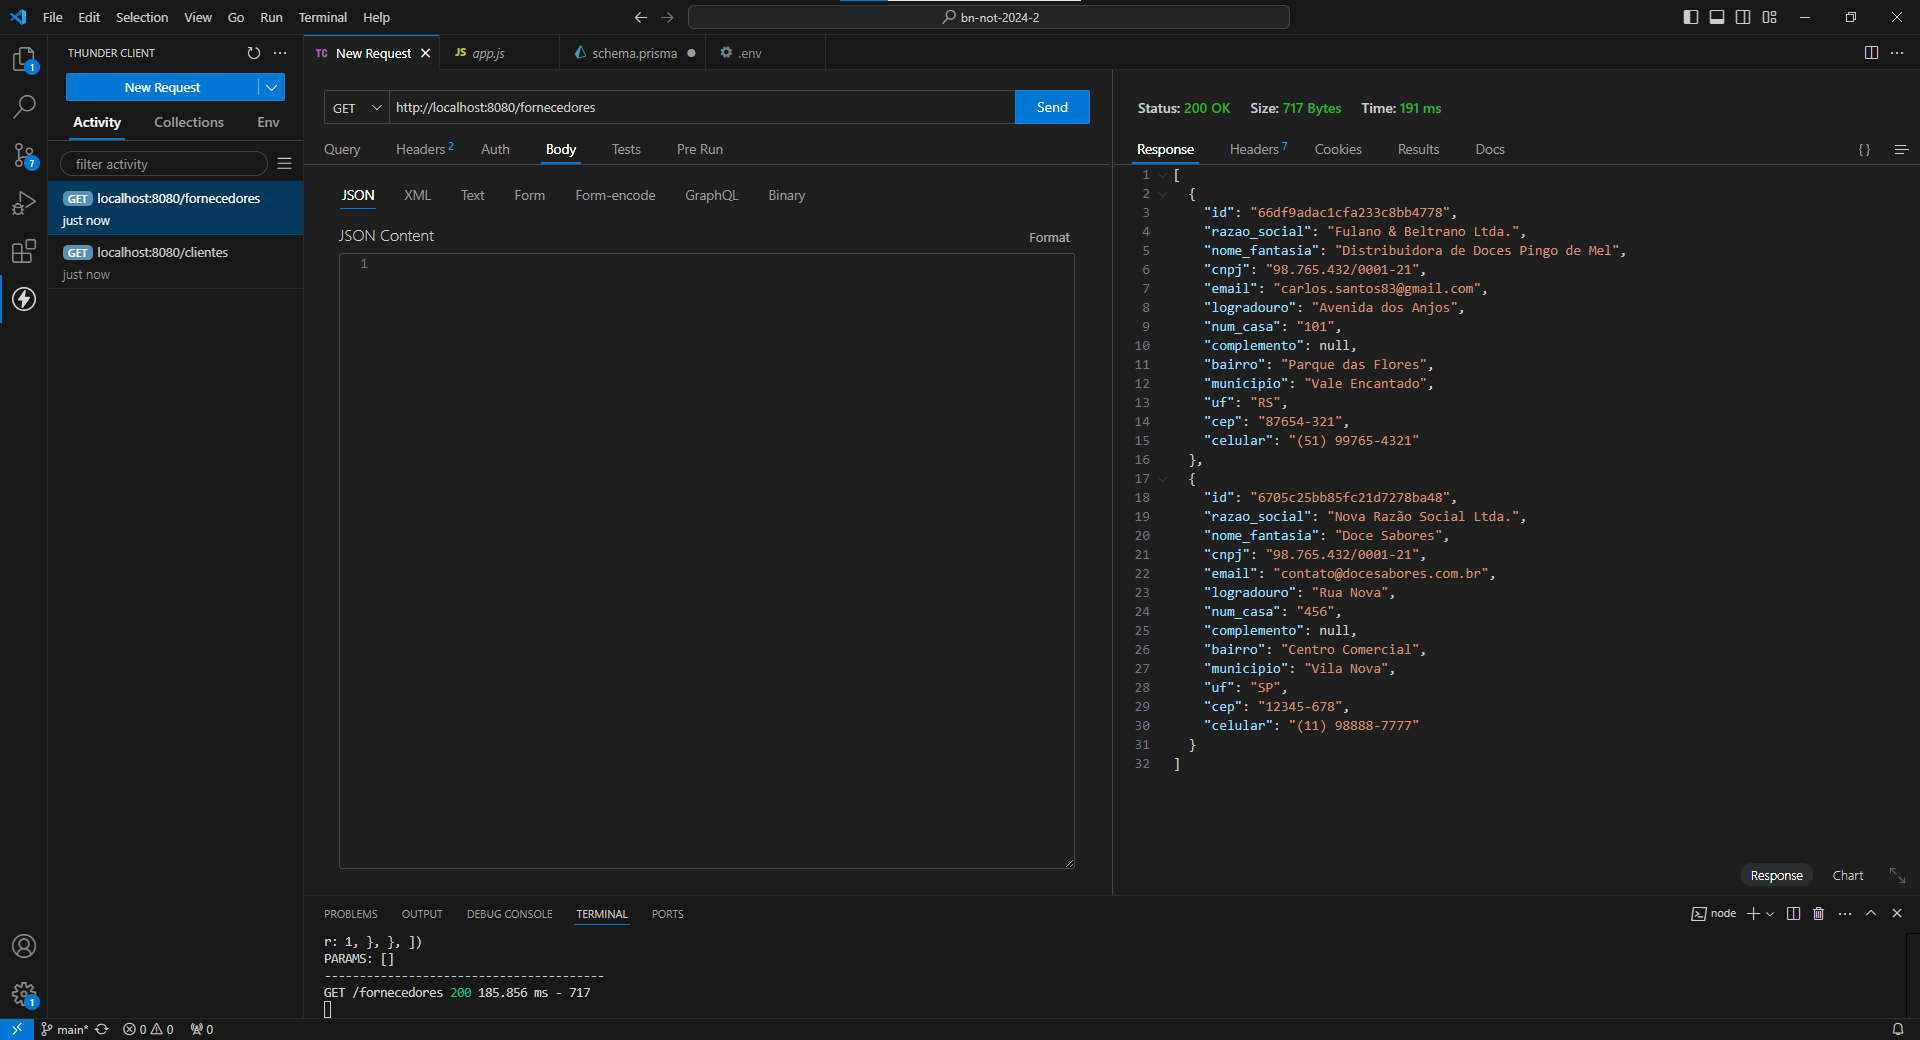 File Edit Selection View Go Run Terminal Help
bn-not-2024-2
THUNDER CLIENT
New Request
Activity Collections Env
filter activity
GET localhost:8080/fornecedores
just now
GET localhost:8080/clientes
just now
1
7
1
TC New Request
JS app.js
schema.prisma
.env
GET http://localhost:8080/fornecedores Send
Query Headers 2 Auth Body Tests Pre Run
JSON XML Text Form Form-encode GraphQL Binary
JSON Content
Format
1
Status: 200 OK Size: 717 Bytes Time: 191 ms
Response Headers 7 Cookies Results Docs { }
1 [
2 {
3 "id": "66df9adac1cfa233c8bb4778",
4 "razao_social": "Fulano & Beltrano Ltda.",
5 "nome_fantasia": "Distribuidora de Doces Pingo de Mel",
6 "cnpj": "98.765.432/0001-21",
7 "email": "carlos.santos83@gmail.com",
8 "logradouro": "Avenida dos Anjos",
9 "num_casa": "101",
10 "complemento": null,
11 "bairro": "Parque das Flores",
12 "municipio": "Vale Encantado",
13 "uf": "RS",
14 "cep": "87654-321",
15 "celular": "(51) 99765-4321"
16 },
17 {
18 "id": "6705c25bb85fc21d7278ba48",
19 "razao_social": "Nova Razão Social Ltda.",
20 "nome_fantasia": "Doce Sabores",
21 "cnpj": "98.765.432/0001-21",
22 "email": "contato@docesabores.com.br",
23 "logradouro": "Rua Nova",
24 "num_casa": "456",
25 "complemento": null,
26 "bairro": "Centro Comercial",
27 "municipio": "Vila Nova",
28 "uf": "SP",
29 "cep": "12345-678",
30 "celular": "(11) 98888-7777"
31 }
32 ]
Response Chart
PROBLEMS OUTPUT DEBUG CONSOLE TERMINAL PORTS
node
r: 1, }, }, ])
PARAMS: []
----------------------------------------
GET /fornecedores 200 185.856 ms - 717
main* 0 0 0